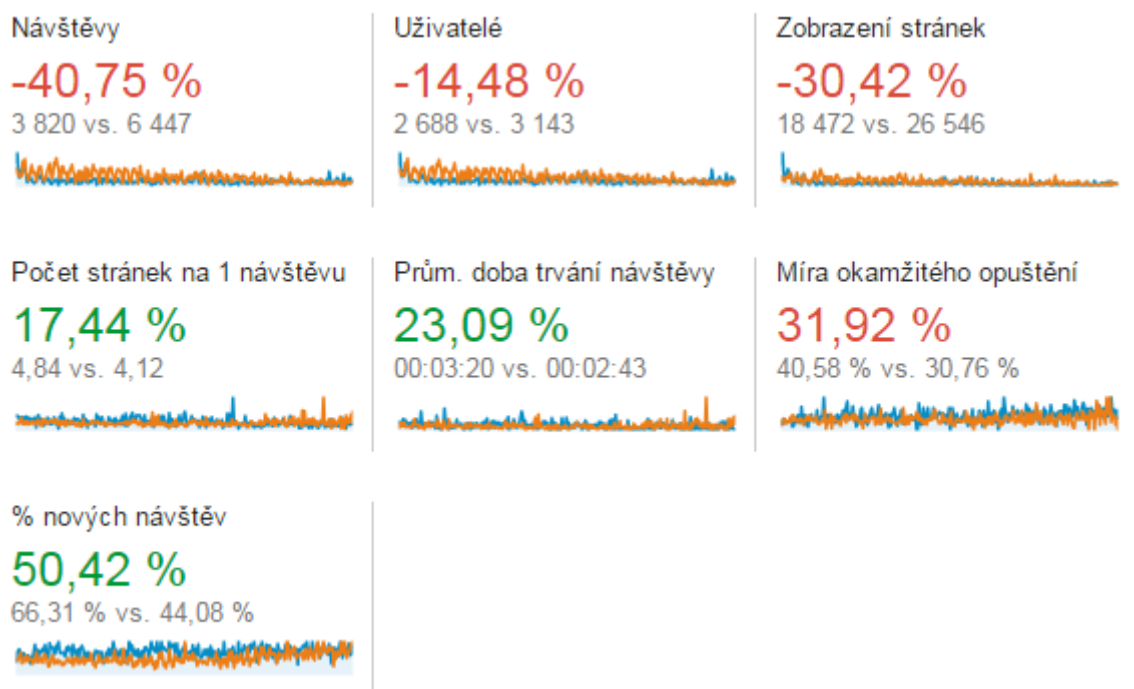 Návštěvy
-40,75 %
3 820 vs. 6 447
Uživatelé
-14,48 %
2 688 vs. 3 143
Zobrazení stránek
-30,42 %
18 472 vs. 26 546
Počet stránek na 1 návštěvu
17,44 %
4,84 vs. 4,12
Prům. doba trvání návštěvy
23,09 %
00:03:20 vs. 00:02:43
Míra okamžitého opuštění
31,92 %
40,58 % vs. 30,76 %
% nových návštěv
50,42 %
66,31 % vs. 44,08 %